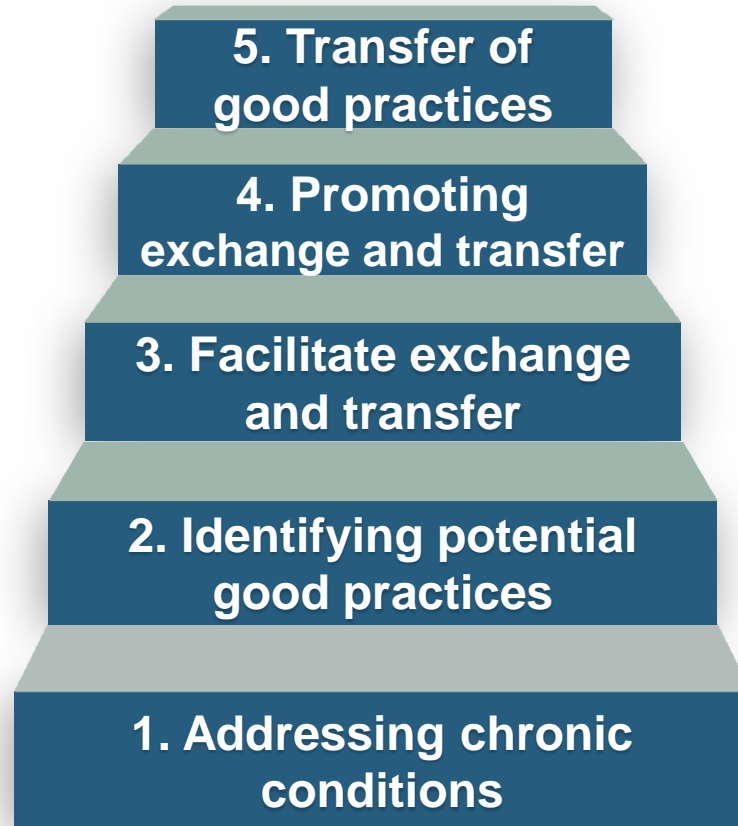 5. Transfer of
good practices
4. Promoting
exchange and transfer
3. Facilitate exchange
and transfer
2. Identifying potential
good practices
1. Addressing chronic
conditions